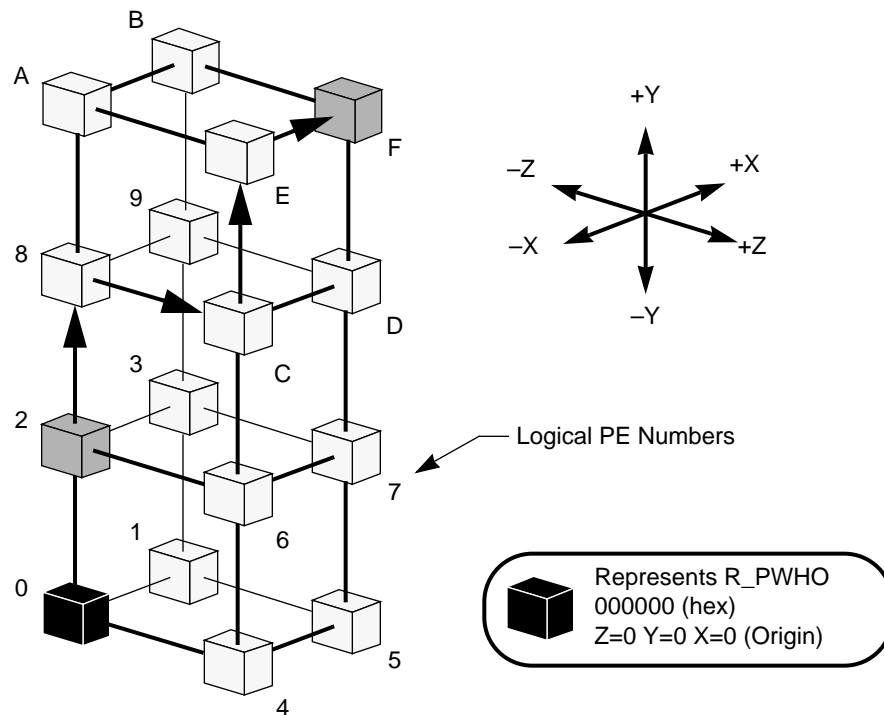 B
A
F
E
+Y
–Z
+X
–X
+Z
–Y
9
8
D
C
3
2
Logical PE Numbers
7
6
1
0
5
4
Represents R_PWHO
000000 (hex)
Z=0 Y=0 X=0 (Origin)